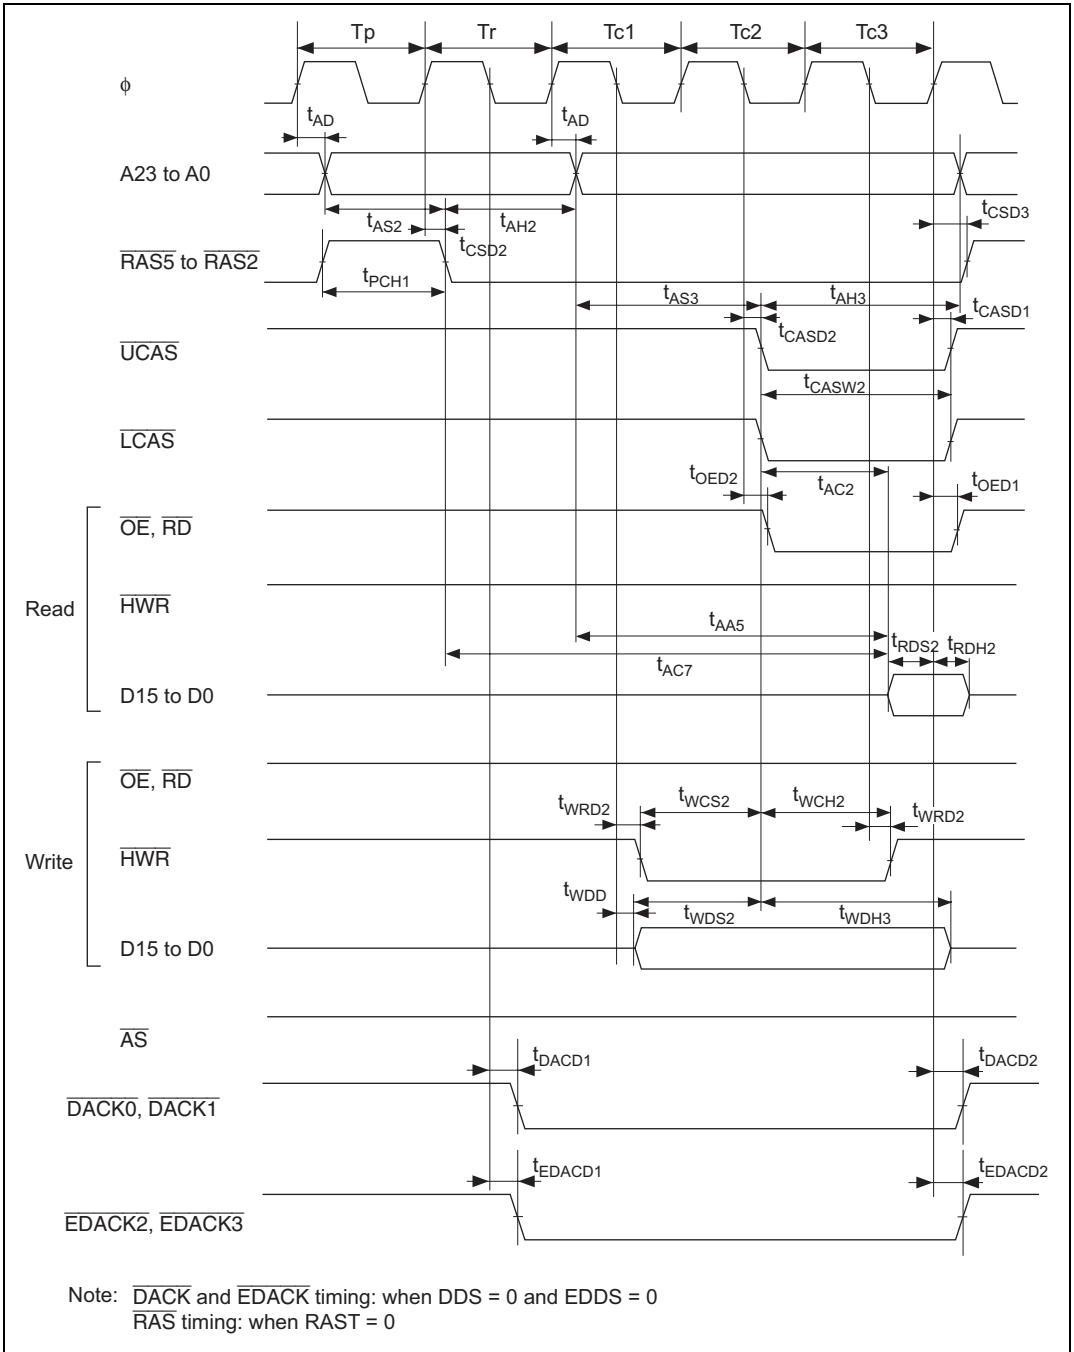 Tp Tr Tc1 Tc2 Tc3
ϕ
tAD tAD
A23 to A0
tAS2 tAH2 tCSD3
tCSD2
RAS5 to RAS2
tPCH1
tAS3 tAH3
tCASD1
tCASD2
UCAS
tCASW2
LCAS
tOED2 tAC2 tOED1
OE, RD
Read
HWR
tAA5
tRDS2 tRDH2
tAC7
D15 to D0
OE, RD
tWCS2 tWCH2
tWRD2 tWRD2
Write
HWR
tWDD
tWDS2 tWDH3
D15 to D0
AS
tDACD1 tDACD2
DACK0, DACK1
tEDACD1 tEDACD2
EDACK2, EDACK3
Note: DACK and EDACK timing: when DDS = 0 and EDDS = 0
RAS timing: when RAST = 0